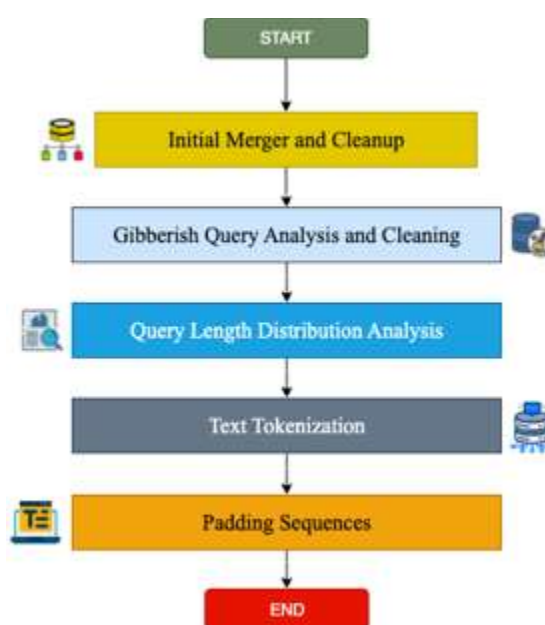 START
Initial Merger and Cleanup
Gibberish Query Analysis and Cleaning
Query Length Distribution Analysis
Text Tokenization
Padding Sequences
END